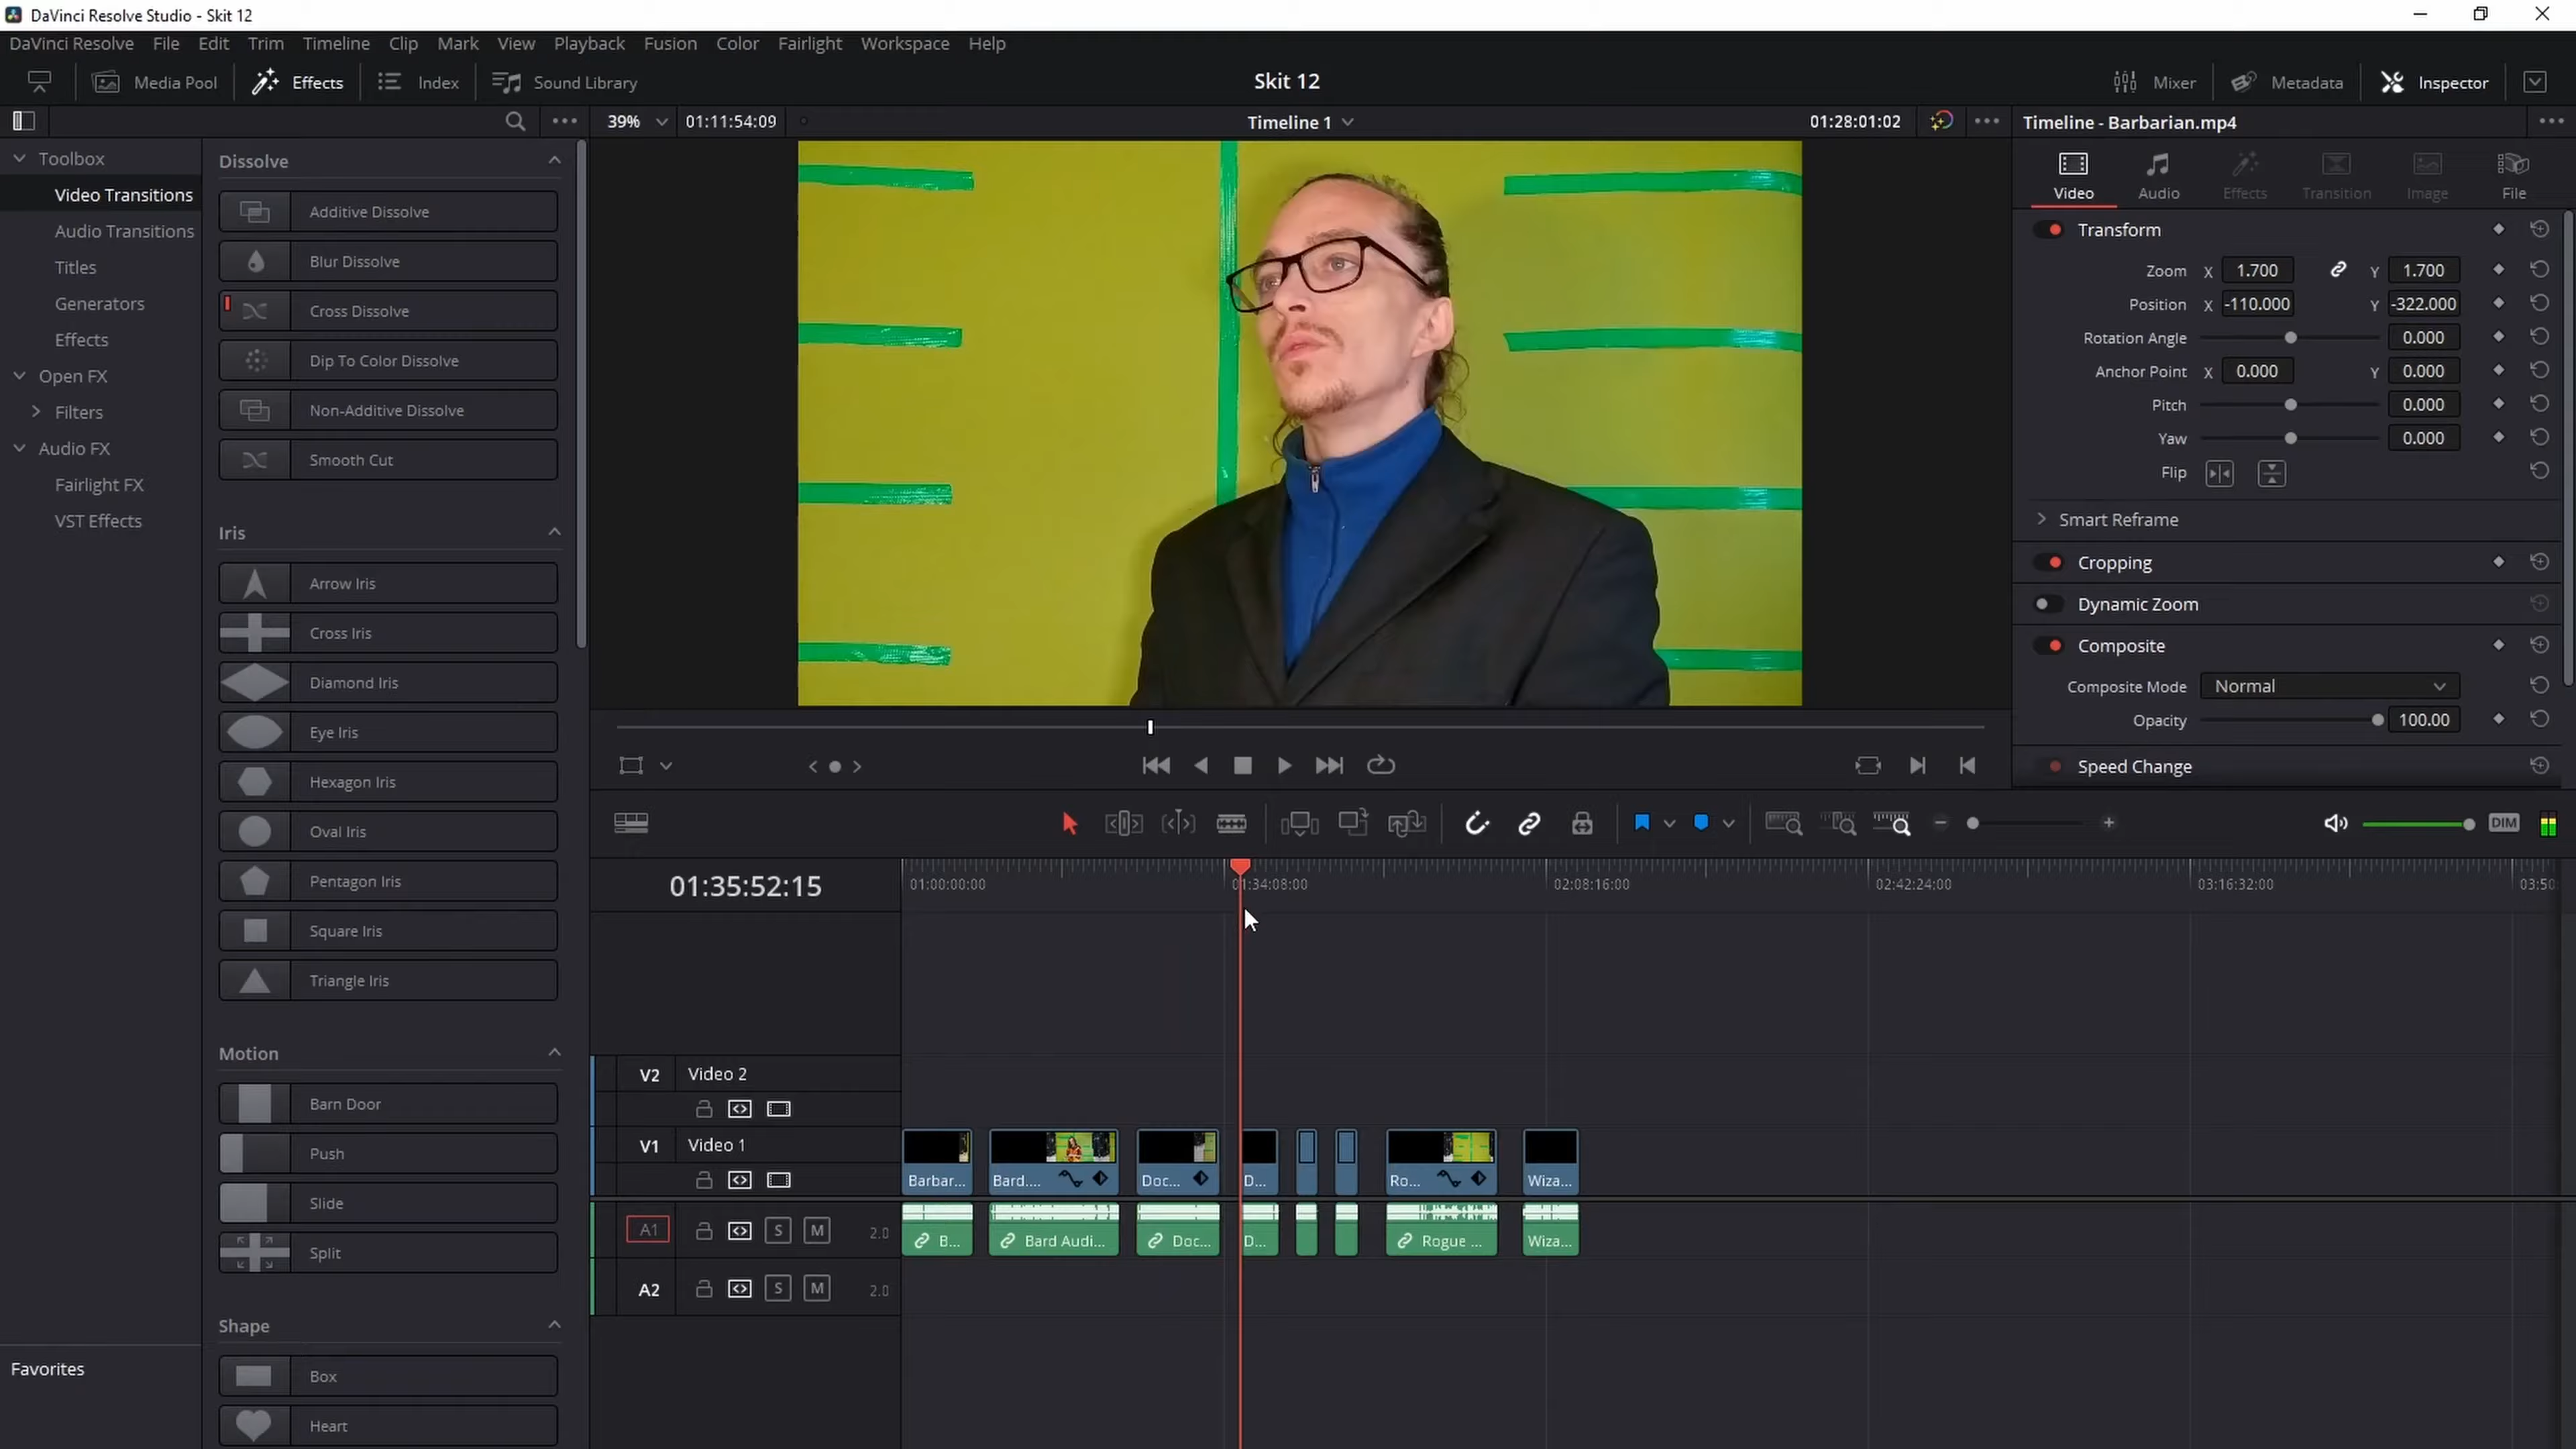 DaVinci Resolve Studio - Skit 12
DaVinci Resolve File Edit Trim Timeline Clip Mark View Playback Fusion Color Fairlight Workspace Help
Media Pool Effects Index Sound Library Skit 12 Mixer Metadata Inspector
39% 01:11:54:09 Timeline 1 01:28:01:02 Timeline - Barbarian.mp4
Toolbox
Video Transitions
Audio Transitions
Titles
Generators
Effects
Open FX
Filters
Audio FX
Fairlight FX
VST Effects
Favorites
Dissolve
Additive Dissolve
Blur Dissolve
Cross Dissolve
Dip To Color Dissolve
Non-Additive Dissolve
Smooth Cut
Iris
Arrow Iris
Cross Iris
Diamond Iris
Eye Iris
Hexagon Iris
Oval Iris
Pentagon Iris
Square Iris
Triangle Iris
Motion
Barn Door
Push
Slide
Split
Shape
Box
Heart
Video Audio Effects Transition Image File
Transform
Zoom X 1.700 Y 1.700
Position X -110.000 Y -322.000
Rotation Angle 0.000
Anchor Point X 0.000 Y 0.000
Pitch 0.000
Yaw 0.000
Flip
Smart Reframe
Cropping
Dynamic Zoom
Composite
Composite Mode Normal
Opacity 100.00
Speed Change
DIM
01:35:52:15 01:00:00:00 01:34:08:00 02:08:16:00 02:42:24:00 03:16:32:00 03:50
V2 Video 2
V1 Video 1
Barbar... Bard.... Doc... D... Ro... Wiza...
A1 S M 2.0
B... Bard Audi... Doc... D... Rogue ... Wiza...
A2 S M 2.0